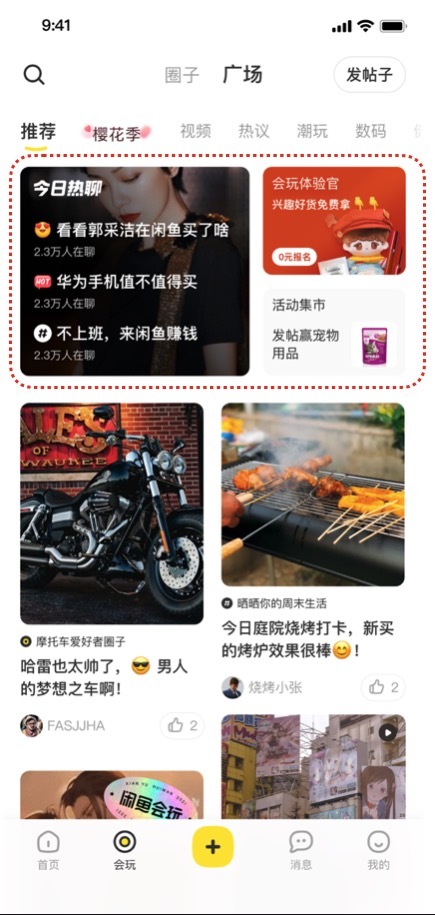 9:41
圈子
广场
发帖子
推荐
樱花季
视频
热议
潮玩
数码
今日热聊
😍 看看郭采洁在闲鱼买了啥
2.3万人在聊
HOT 华为手机值不值得买
2.3万人在聊
# 不上班，来闲鱼赚钱
2.3万人在聊
会玩体验官
兴趣好货免费拿 👇👇
0元报名
活动集市
发帖赢宠物
用品
SALES
OF
WAUKEE
摩托车爱好者圈子
哈雷也太帅了，😎 男人
的梦想之车啊！
FASJJHA
2
# 晒晒你的周末生活
今日庭院烧烤打卡，新买
的烤炉效果很棒😊！
烧烤小张
2
闲鱼会玩
首页
会玩
消息
我的